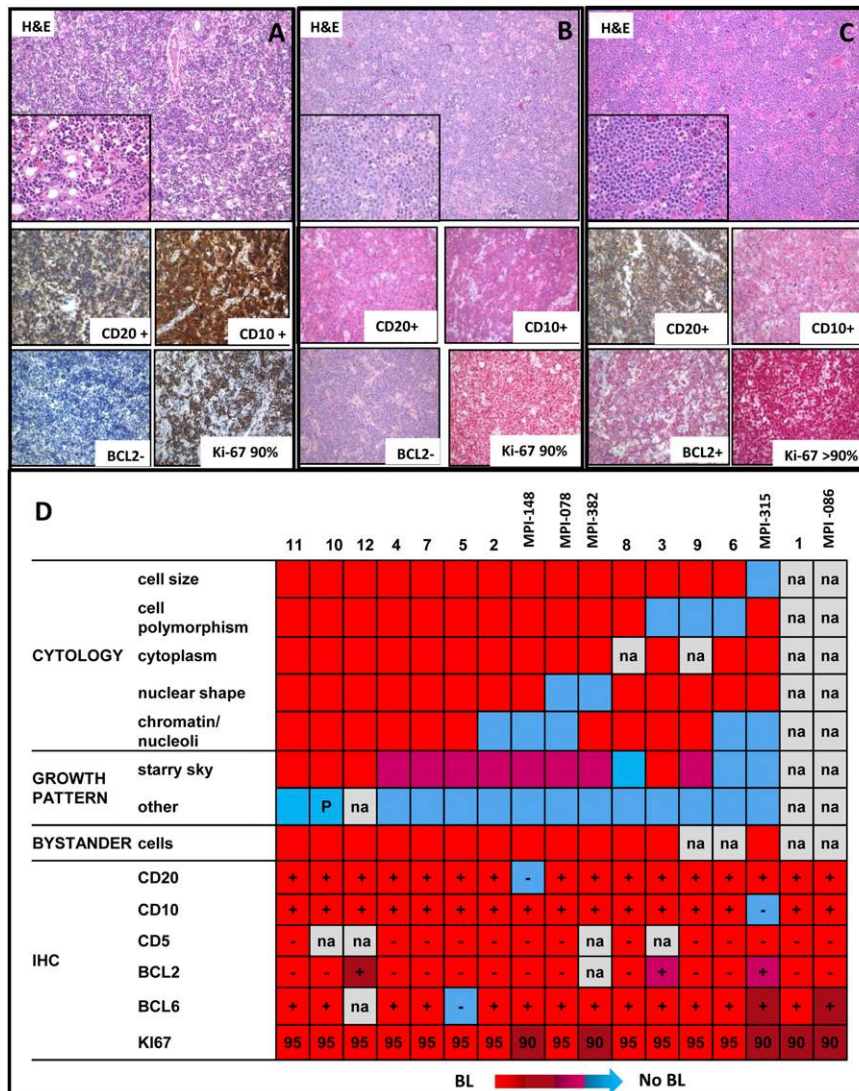 H&E A
H&E B
H&E C
CD20 + CD10 +
CD20+ CD10+
CD20+ CD10+
BCL2- Ki-67 90%
BCL2- Ki-67 90%
BCL2+ Ki-67 >90%
D
11 10 12 4 7 5 2 MPI-148 MPI-078 MPI-382 8 3 9 6 MPI-315 1 MPI -086
CYTOLOGY
cell size na na
cell
polymorphism na na
cytoplasm na na na na
nuclear shape na na
chromatin/
nucleoli na na
GROWTH
PATTERN
starry sky na na
other P na na na
BYSTANDER cells na na na na
IHC
CD20 + + + + + + + - + + + + + + + + +
CD10 + + + + + + + + + + + + + + - + +
CD5 - na na - - - - - - na - na - - - - -
BCL2 - - + - - - - - - na - + - - + - -
BCL6 + + na + + - + + + + + + + + + + +
KI67 95 95 95 95 95 95 95 90 95 90 95 95 95 95 90 90 90
BL No BL